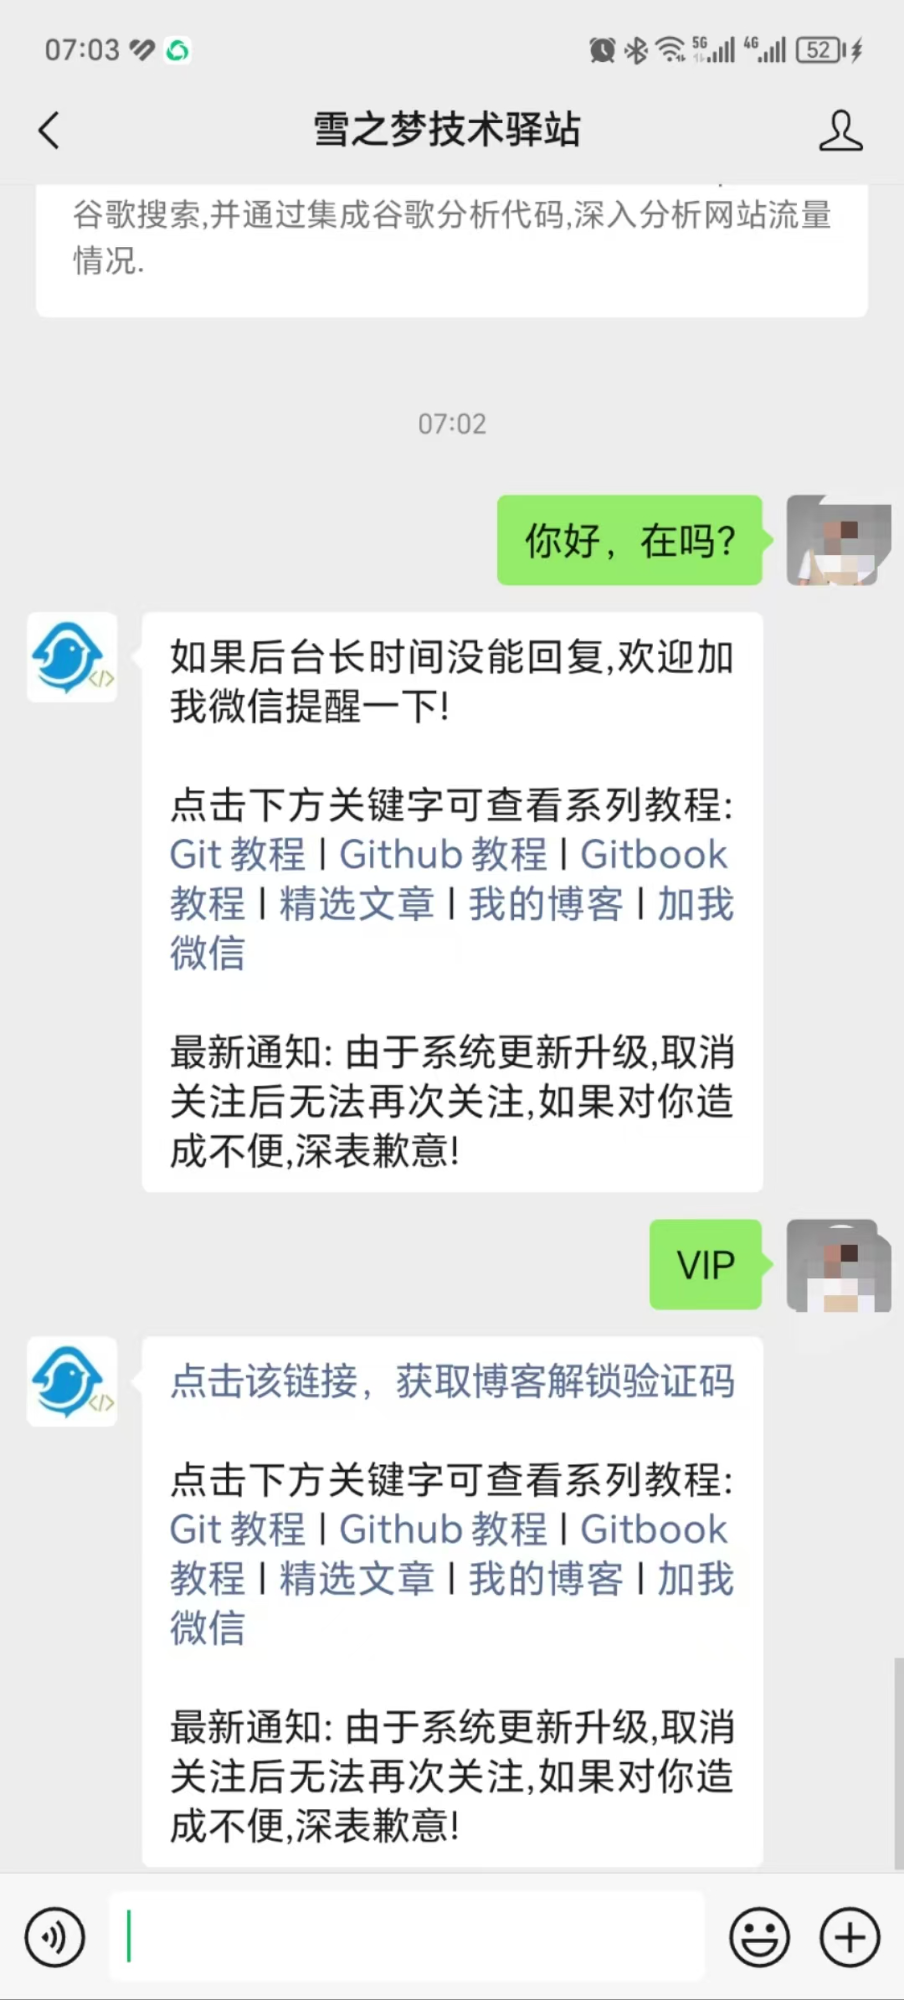 07:03
5G
4G
52
雪之梦技术驿站
谷歌搜索,并通过集成谷歌分析代码,深入分析网站流量
情况.
07:02
你好，在吗？
如果后台长时间没能回复,欢迎加
我微信提醒一下!
点击下方关键字可查看系列教程:
Git 教程 | Github 教程 | Gitbook
教程 | 精选文章 | 我的博客 | 加我
微信
最新通知: 由于系统更新升级,取消
关注后无法再次关注,如果对你造
成不便,深表歉意!
VIP
点击该链接，获取博客解锁验证码
点击下方关键字可查看系列教程:
Git 教程 | Github 教程 | Gitbook
教程 | 精选文章 | 我的博客 | 加我
微信
最新通知: 由于系统更新升级,取消
关注后无法再次关注,如果对你造
成不便,深表歉意!